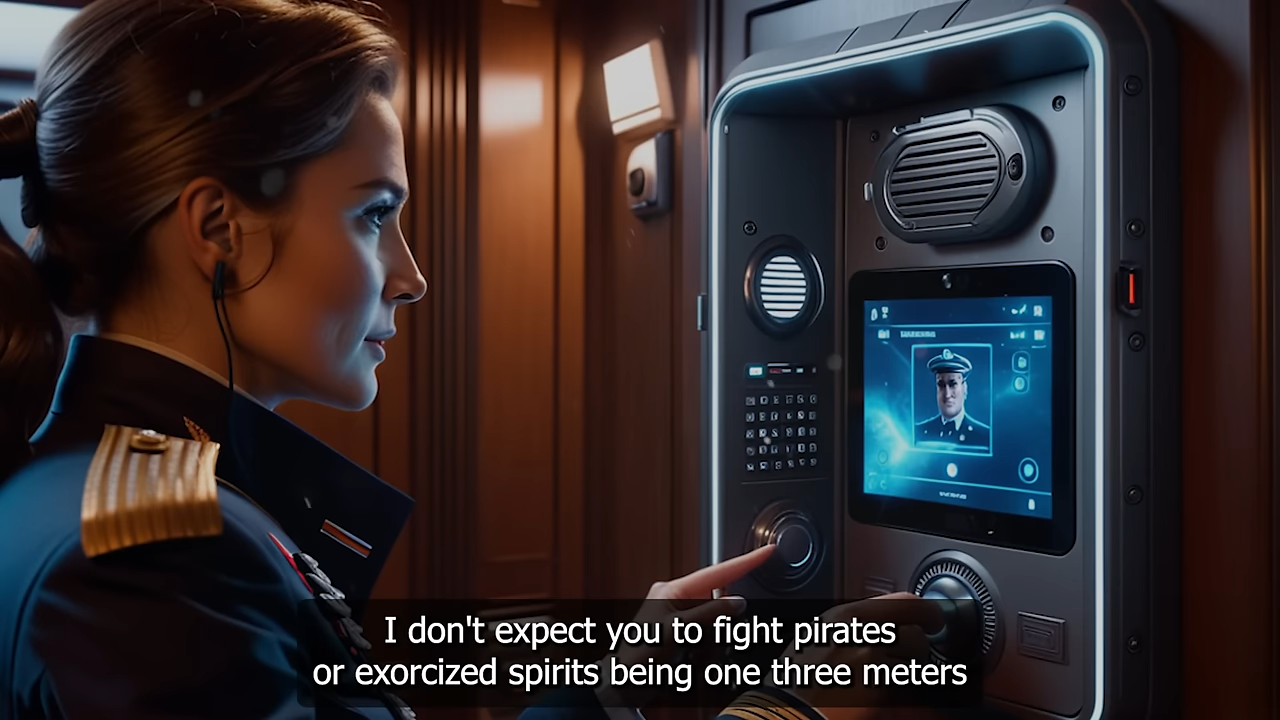 I don't expect you to fight pirates
or exorcized spirits being one three meters